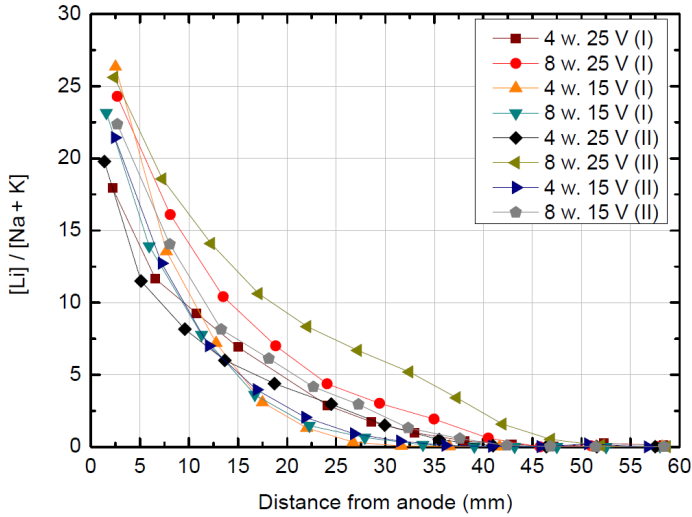 30
25
20
15
10
5
0
[Li] / [Na + K]
4 w. 25 V (I)
8 w. 25 V (I)
4 w. 15 V (I)
8 w. 15 V (I)
4 w. 25 V (II)
8 w. 25 V (II)
4 w. 15 V (II)
8 w. 15 V (II)
0 5 10 15 20 25 30 35 40 45 50 55 60
Distance from anode (mm)